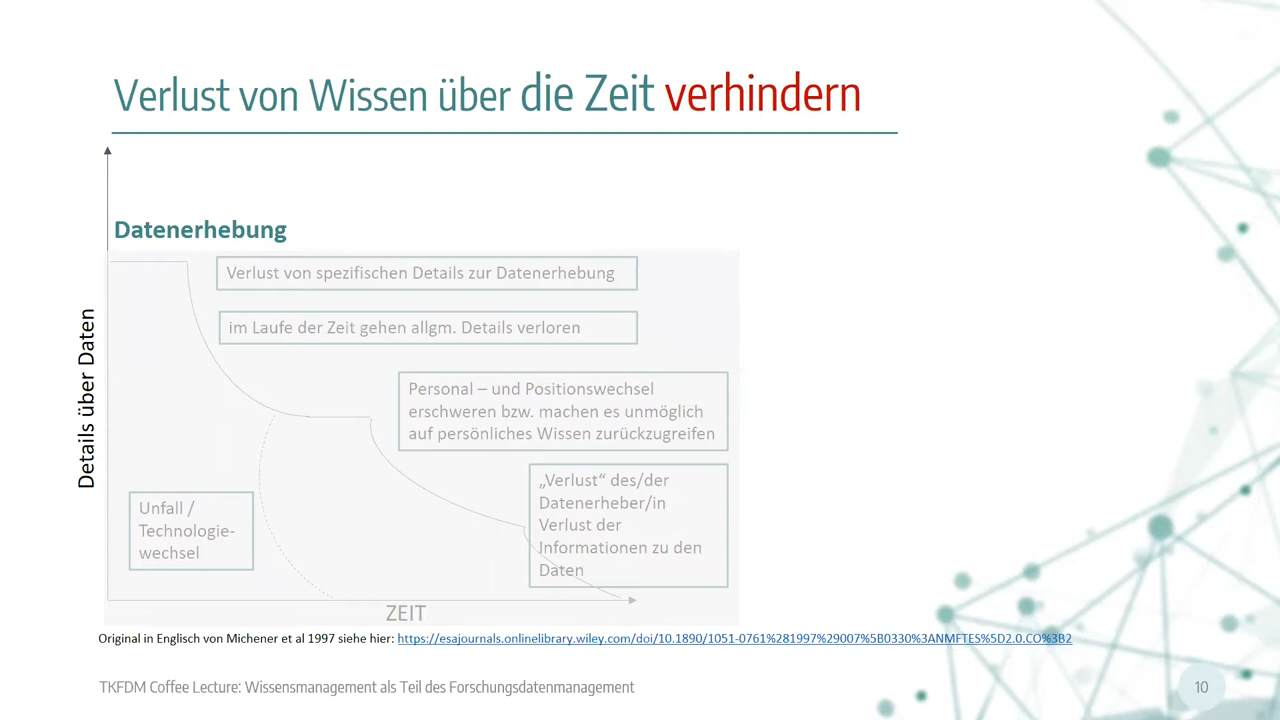 Verlust von Wissen über die Zeit verhindern
Datenerhebung
Details über Daten
Verlust von spezifischen Details zur Datenerhebung
im Laufe der Zeit gehen allgm. Details verloren
Personal – und Positionswechsel
erschweren bzw. machen es unmöglich
auf persönliches Wissen zurückzugreifen
„Verlust“ des/der
Datenerheber/in
Verlust der
Informationen zu den
Daten
Unfall /
Technologie-
wechsel
ZEIT
Original in Englisch von Michener et al 1997 siehe hier: https://esajournals.onlinelibrary.wiley.com/doi/10.1890/1051-0761%281997%29007%5B0330%3ANMFTES%5D2.0.CO%3B2
TKFDM Coffee Lecture: Wissensmanagement als Teil des Forschungsdatenmanagement
10